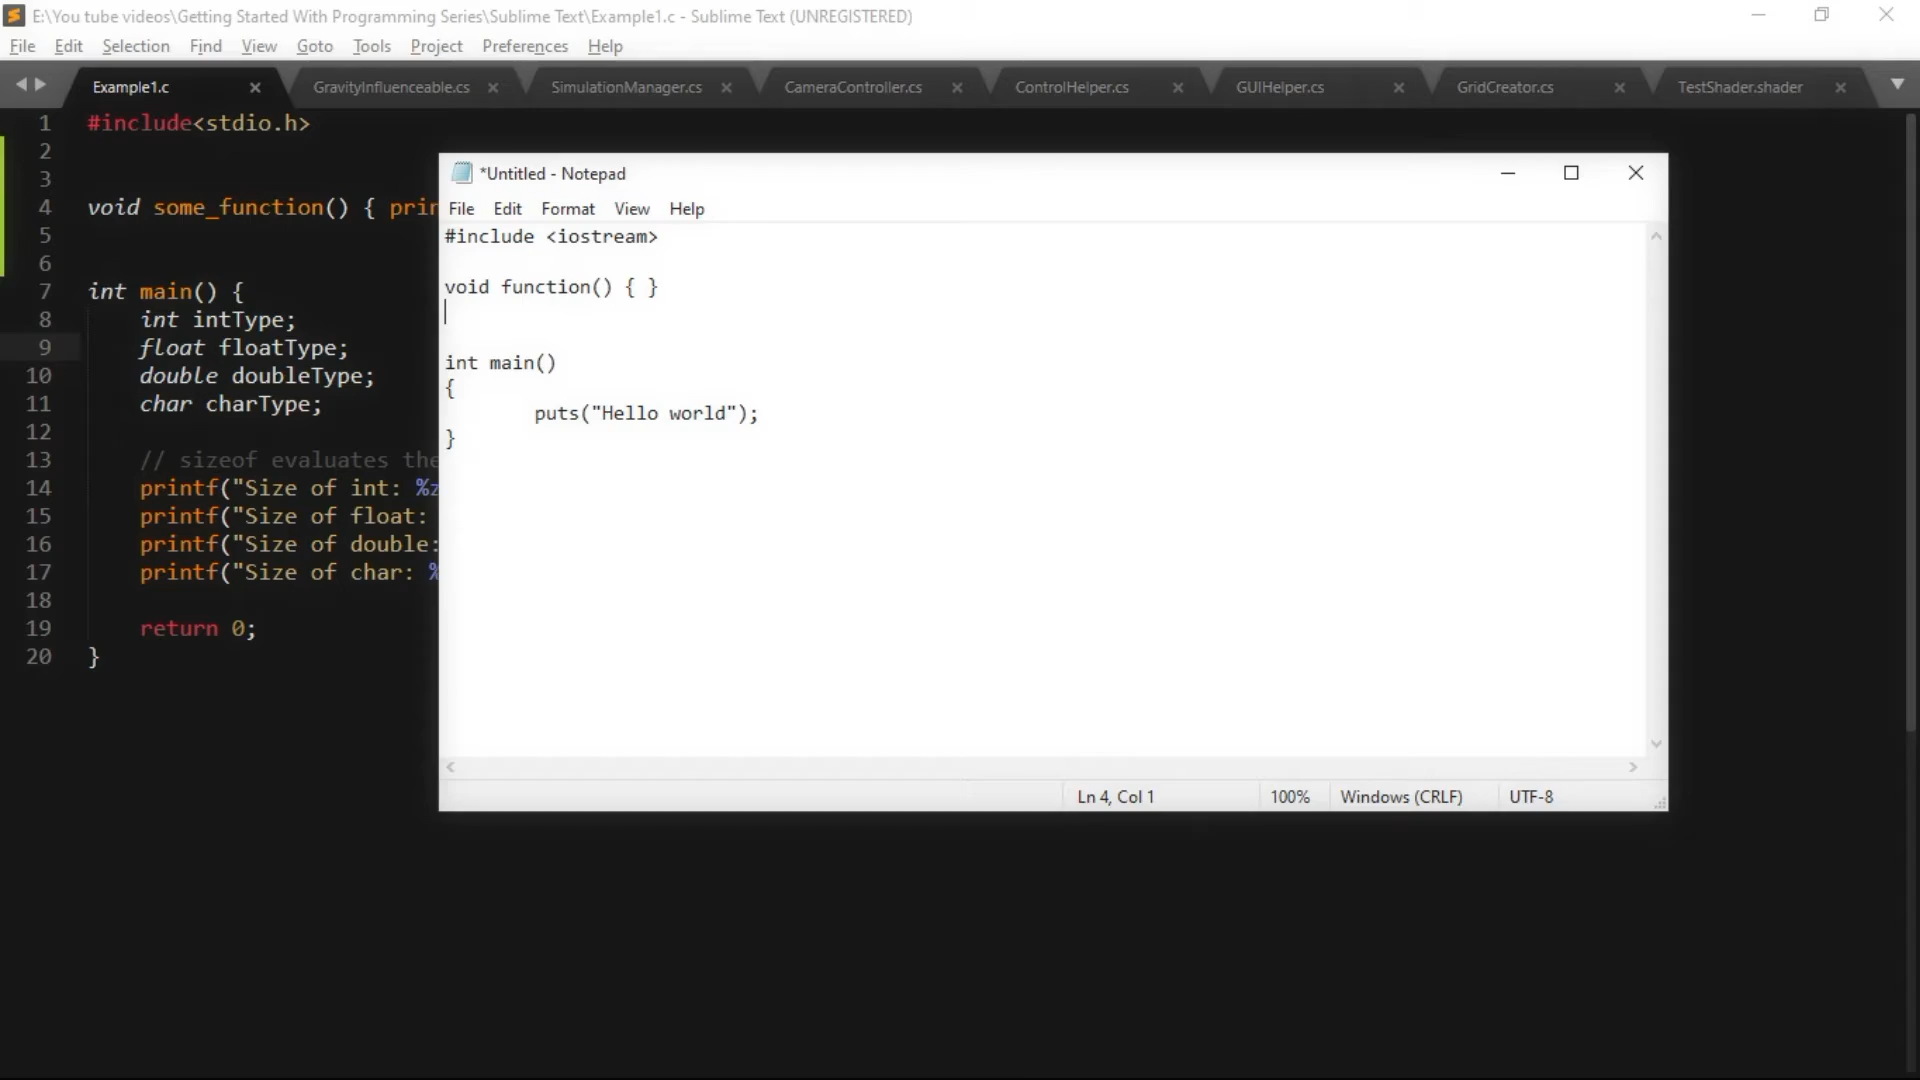 E:\You tube videos\Getting Started With Programming Series\Sublime Text\Example1.c - Sublime Text (UNREGISTERED)
File Edit Selection Find View Goto Tools Project Preferences Help
Example1.c GravityInfluenceable.cs SimulationManager.cs CameraController.cs ControlHelper.cs GUIHelper.cs GridCreator.cs TestShader.shader
1 #include<stdio.h>
2
3
4 void some_function() { prin
5
6
7 int main() {
8 int intType;
9 float floatType;
10 double doubleType;
11 char charType;
12
13 // sizeof evaluates the
14 printf("Size of int: %z
15 printf("Size of float:
16 printf("Size of double:
17 printf("Size of char: %
18
19 return 0;
20 }
*Untitled - Notepad
File Edit Format View Help
#include <iostream>
void function() { }
int main()
{
puts("Hello world");
}
Ln 4, Col 1 100% Windows (CRLF) UTF-8